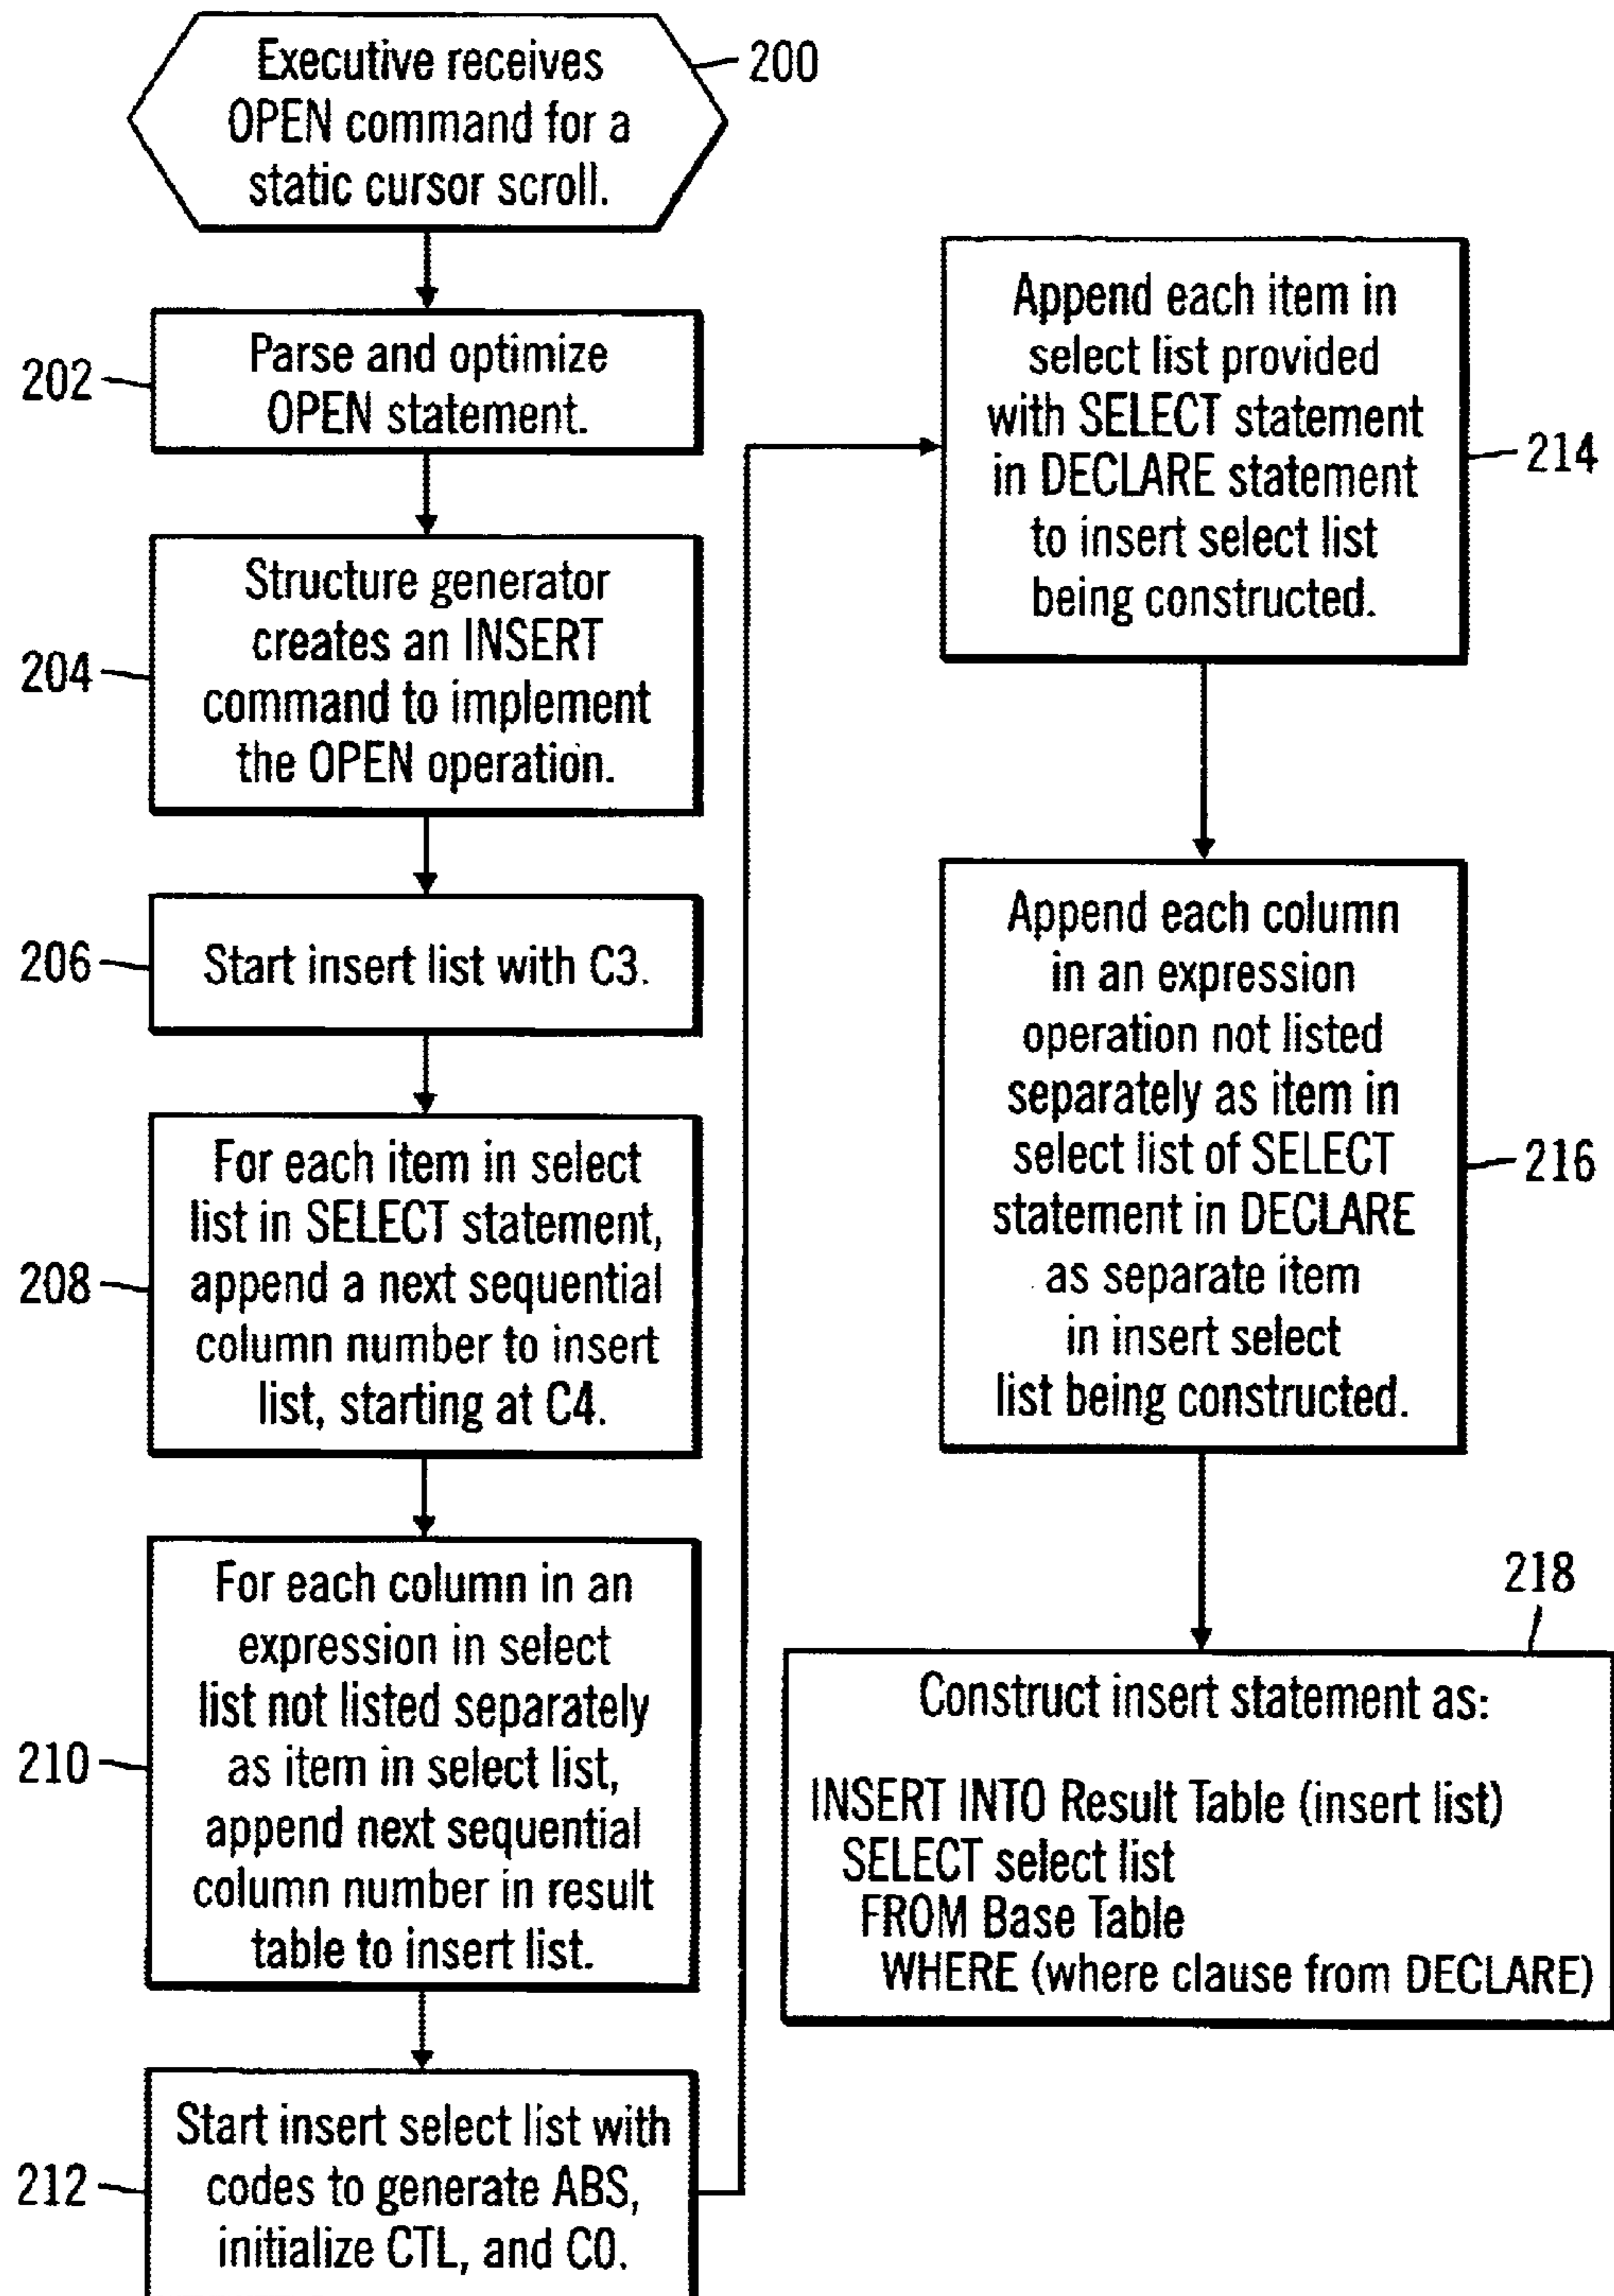 Executive receives
OPEN command for a
static cursor scroll.
200
202
Parse and optimize
OPEN statement.
204
Structure generator
creates an INSERT
command to implement
the OPEN operation.
206
Start insert list with C3.
208
For each item in select
list in SELECT statement,
append a next sequential
column number to insert
list, starting at C4.
210
For each column in an
expression in select
list not listed separately
as item in select list,
append next sequential
column number in result
table to insert list.
212
Start insert select list with
codes to generate ABS,
initialize CTL, and C0.
Append each item in
select list provided
with SELECT statement
in DECLARE statement
to insert select list
being constructed.
214
Append each column
in an expression
operation not listed
separately as item in
select list of SELECT
statement in DECLARE
as separate item
in insert select
list being constructed.
216
218
Construct insert statement as:
INSERT INTO Result Table (insert list)
SELECT select list
FROM Base Table
WHERE (where clause from DECLARE)